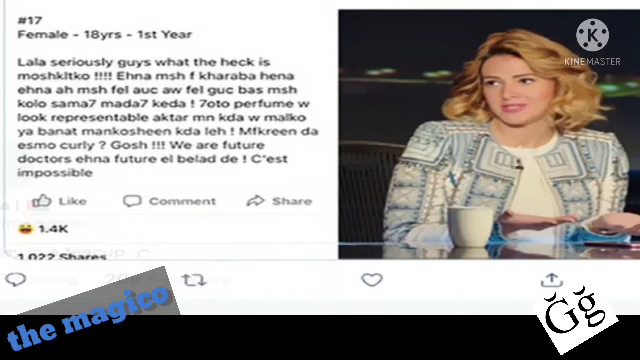 #17
Female - 18yrs - 1st Year
Lala seriously guys what the heck is
moshkltko !!!! Ehna msh f kharaba hena
ehna ah msh fel auc aw fel guc bas msh
kolo sama7 mada7 keda ! 7oto perfume w
look representable aktar mn kda w malko
ya banat mankosheen kda leh ! Mfkreen da
esmo curly ? Gosh !!! We are future
doctors ehna future el belad de ! C'est
impossible
Like Comment Share
1.4K
1,022 Shares
KINEMASTER
the magico
Ğğ